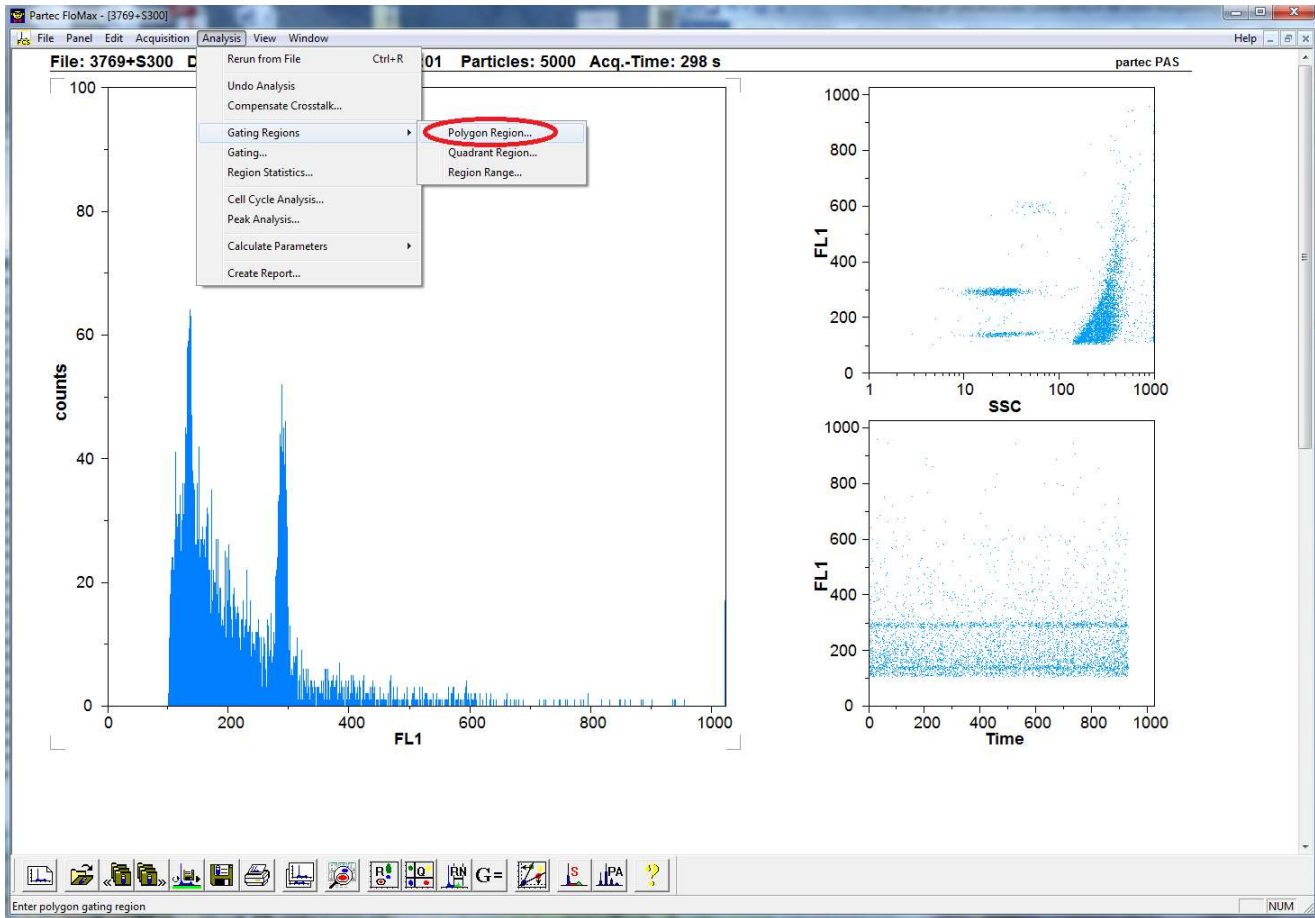 Partec FloMax - [3769+S300]
File Panel Edit Acquisition Analysis View Window Help
File: 3769+S300 D 01 Particles: 5000 Acq.-Time: 298 s partec PAS
Rerun from File Ctrl+R
Undo Analysis
Compensate Crosstalk...
Gating Regions
Gating...
Region Statistics...
Cell Cycle Analysis...
Peak Analysis...
Calculate Parameters
Create Report...
Polygon Region...
Quadrant Region...
Region Range...
100
80
60
40
20
0
counts
0 200 400 600 800 1000
FL1
1000
800
600
400
200
0
FL1
1 10 100 1000
SSC
1000
800
600
400
200
0
FL1
0 200 400 600 800 1000
Time
R Q RN G= S PA ?
Enter polygon gating region NUM